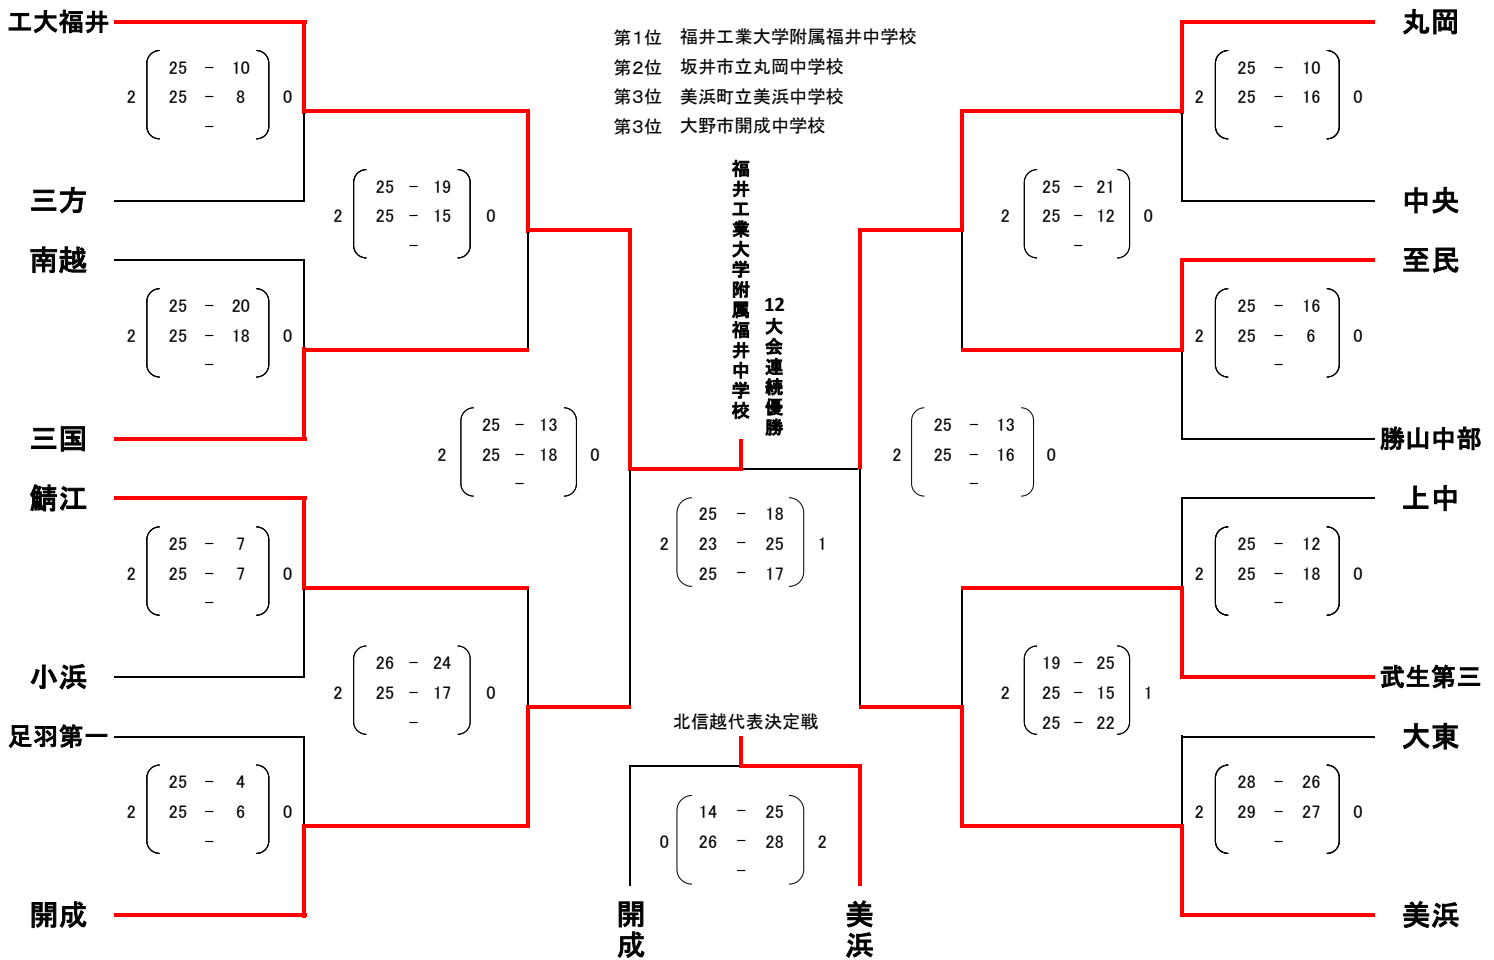 工大福井
丸岡
第1位 福井工業大学附属福井中学校
第2位 坂井市立丸岡中学校
第3位 美浜町立美浜中学校
第3位 大野市開成中学校
25 - 10
2 25 - 8 0
-
25 - 10
2 25 - 16 0
-
三方
中央
25 - 19
2 25 - 15 0
-
25 - 21
2 25 - 12 0
-
南越
至民
25 - 20
2 25 - 18 0
-
25 - 16
2 25 - 6 0
-
福井工業大学附属福井中学校
12大会連続優勝
三国
勝山中部
25 - 13
2 25 - 18 0
-
25 - 13
2 25 - 16 0
-
鯖江
上中
25 - 18
2 23 - 25 1
25 - 17
25 - 7
2 25 - 7 0
-
25 - 12
2 25 - 18 0
-
小浜
武生第三
26 - 24
2 25 - 17 0
-
19 - 25
2 25 - 15 1
25 - 22
足羽第一
大東
北信越代表決定戦
25 - 4
2 25 - 6 0
-
14 - 25
0 26 - 28 2
-
28 - 26
2 29 - 27 0
-
開成
開成
美浜
美浜